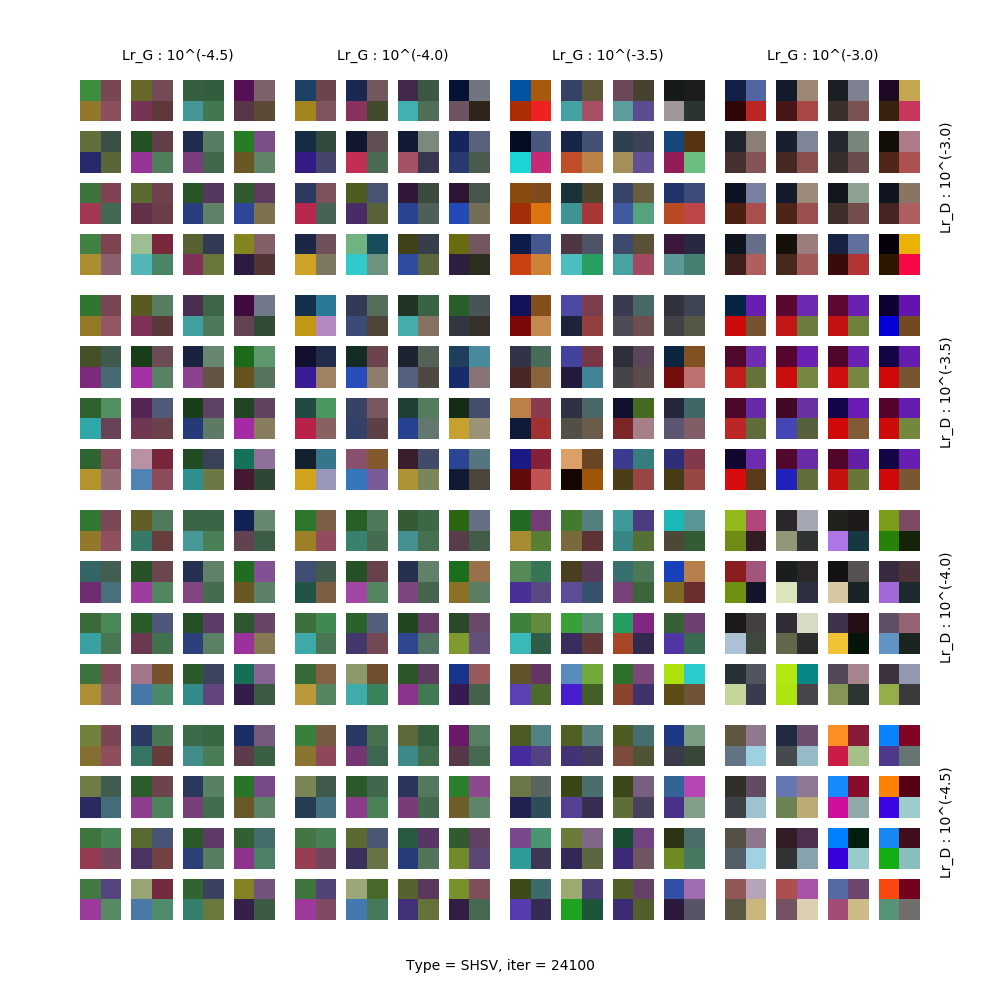 Lr_G : 10^(-4.5)
Lr_G : 10^(-4.0)
Lr_G : 10^(-3.5)
Lr_G : 10^(-3.0)
Lr_D : 10^(-3.0)
Lr_D : 10^(-3.5)
Lr_D : 10^(-4.0)
Lr_D : 10^(-4.5)
Type = SHSV, iter = 24100